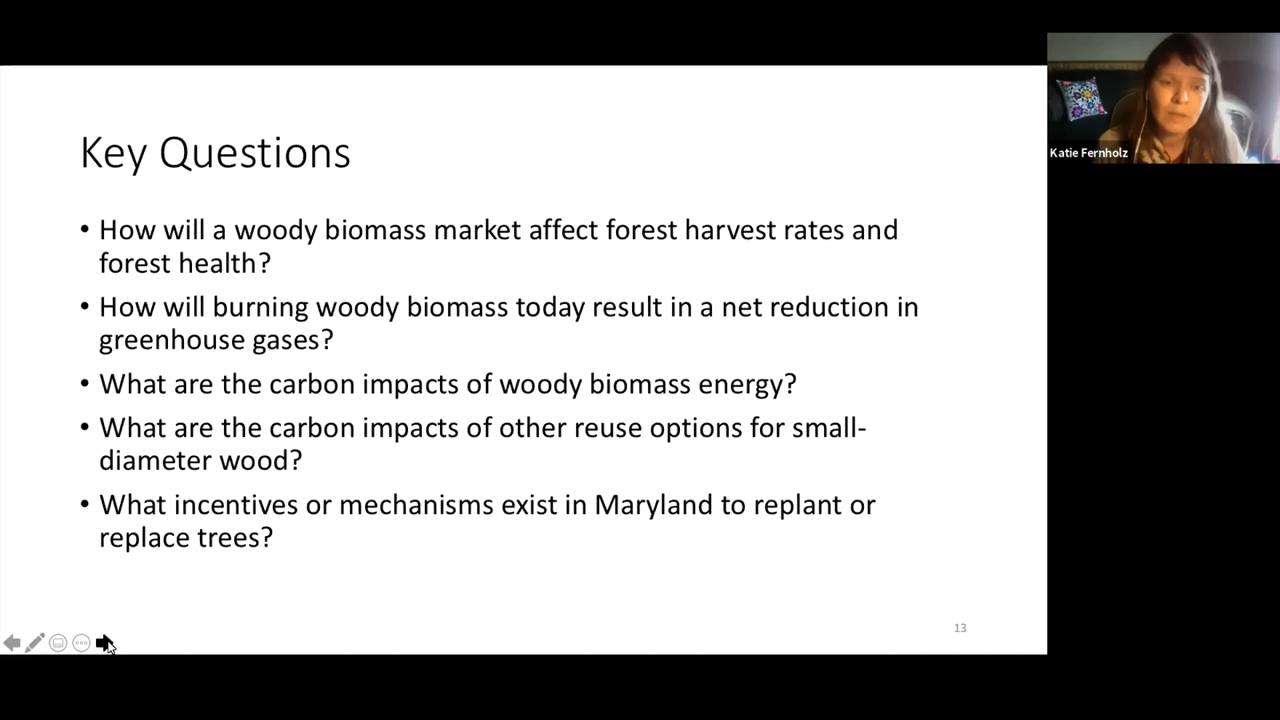 Key Questions
• How will a woody biomass market affect forest harvest rates and
forest health?
• How will burning woody biomass today result in a net reduction in
greenhouse gases?
• What are the carbon impacts of woody biomass energy?
• What are the carbon impacts of other reuse options for small-
diameter wood?
• What incentives or mechanisms exist in Maryland to replant or
replace trees?
13
Katie Fernholz